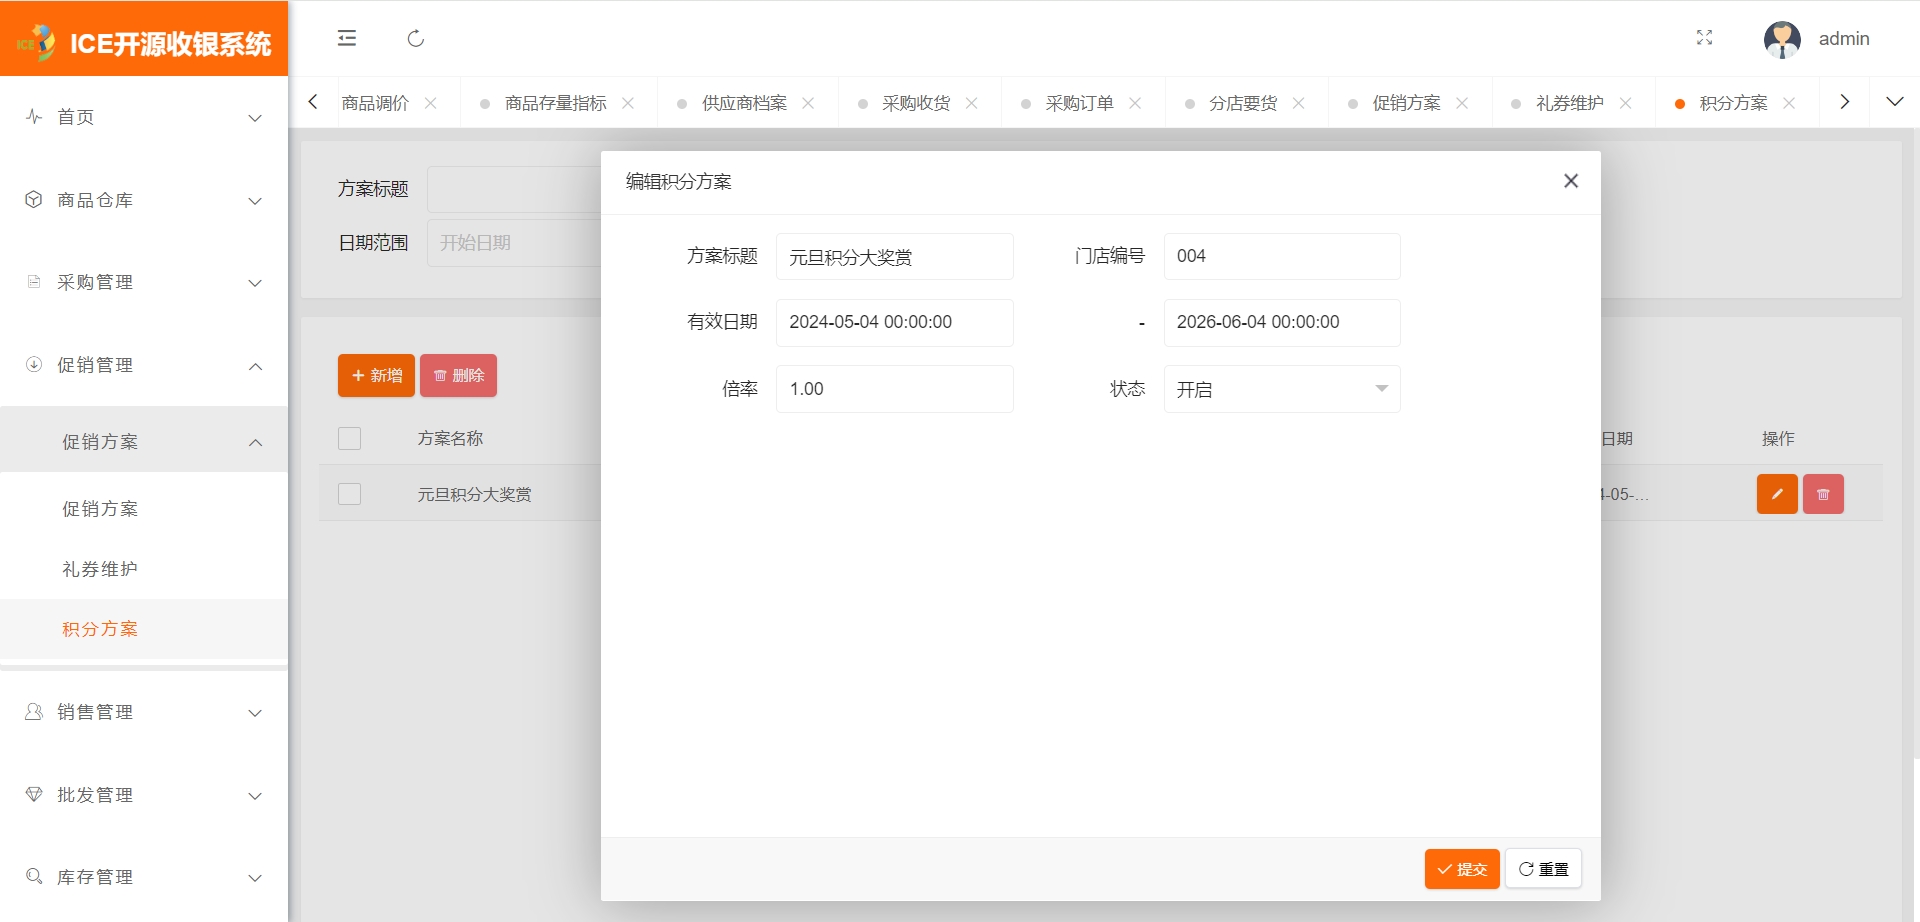 ICE ICE开源收银系统
admin
首页
商品仓库
采购管理
促销管理
促销方案
促销方案
礼券维护
积分方案
销售管理
批发管理
库存管理
商品调价
商品存量指标
供应商档案
采购收货
采购订单
分店要货
促销方案
礼券维护
积分方案
方案标题
日期范围 开始日期
新增 删除
方案名称 日期 操作
元旦积分大奖赏 4-05-...
编辑积分方案
方案标题 元旦积分大奖赏 门店编号 004
有效日期 2024-05-04 00:00:00 - 2026-06-04 00:00:00
倍率 1.00 状态 开启
提交 重置